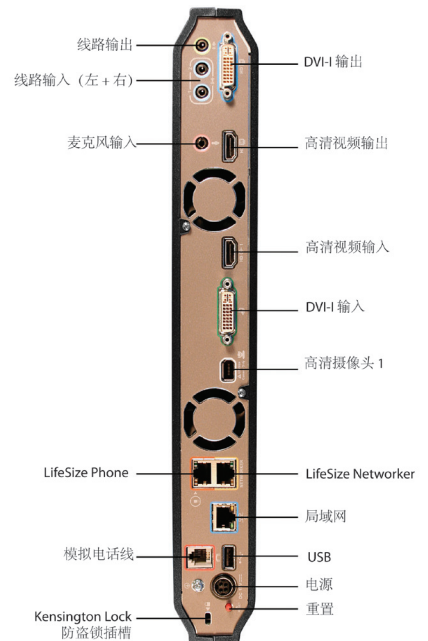 线路输出
DVI-I 输出
线路输入（左 + 右）
麦克风输入
高清视频输出
高清视频输入
DVI-I 输入
高清摄像头 1
LifeSize Phone
LifeSize Networker
局域网
模拟电话线
USB
电源
重置
Kensington Lock
防盗锁插槽